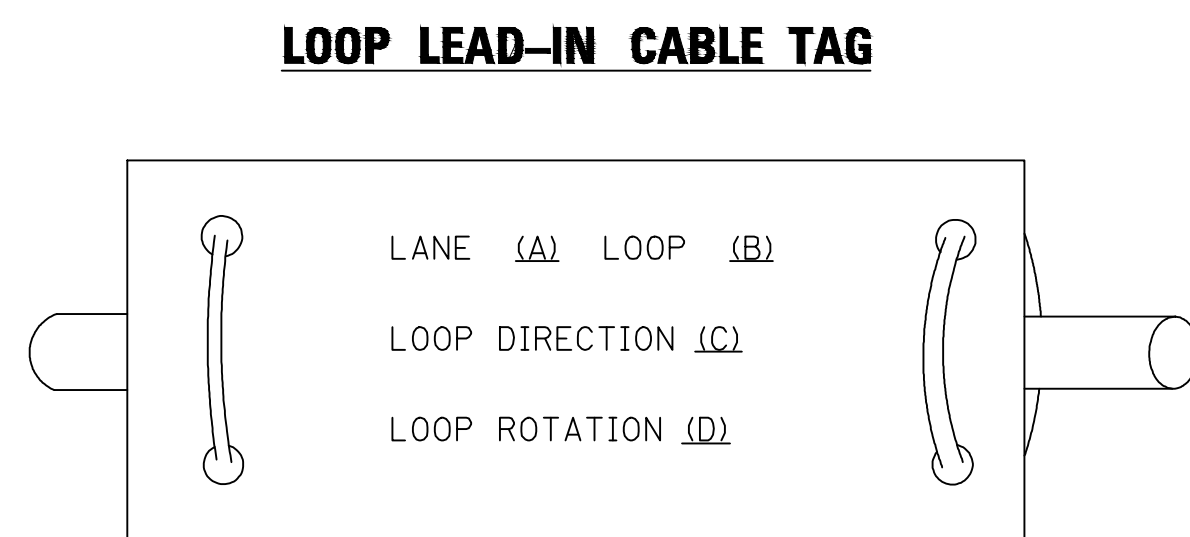 LOOP LEAD–IN CABLE TAG
LANE (A) LOOP (B)
LOOP DIRECTION (C)
LOOP ROTATION (D)